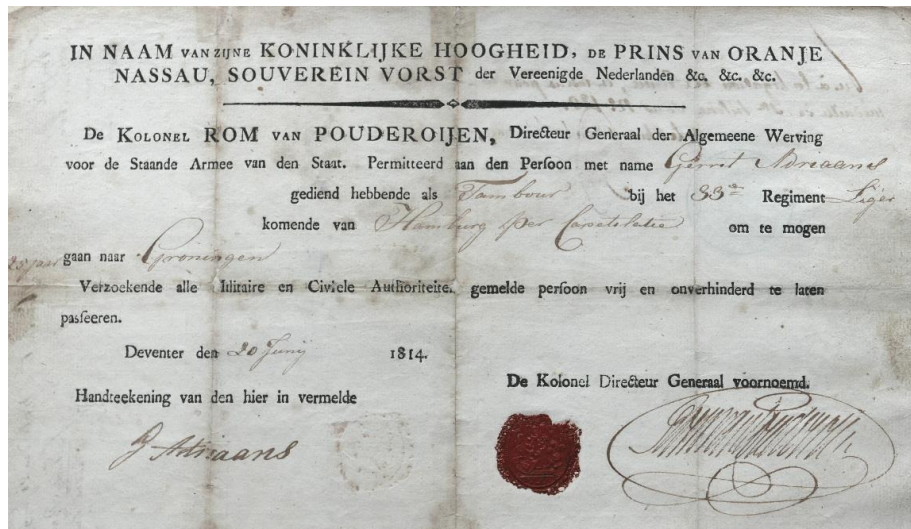 IN NAAM VAN ZIJNE KONINKLIJKE HOOGHEID, DE PRINS VAN ORANJE
NASSAU, SOUVEREIN VORST der Vereenigde Nederlanden &c. &c. &c.
De KOLONEL ROM VAN POUDEROIJEN, Directeur Generaal der Algemeene Werving
voor de Staande Armee van den Staat. Permitteerd aan den Persoon met name Gerrit Adriaans
gediend hebbende als Tambour bij het 33e Regiment Liger
komende van Hamburg per Capitulatie om te mogen
gaan naar Groningen
Verzoekende alle Militaire en Civiele Authoriteite. gemelde persoon vrij en onverhinderd te laten
passeeren.
Deventer den 20 Junij 1814.
De Kolonel Directeur Generaal voornoemd.
Handteekening van den hier in vermelde
G Adriaans